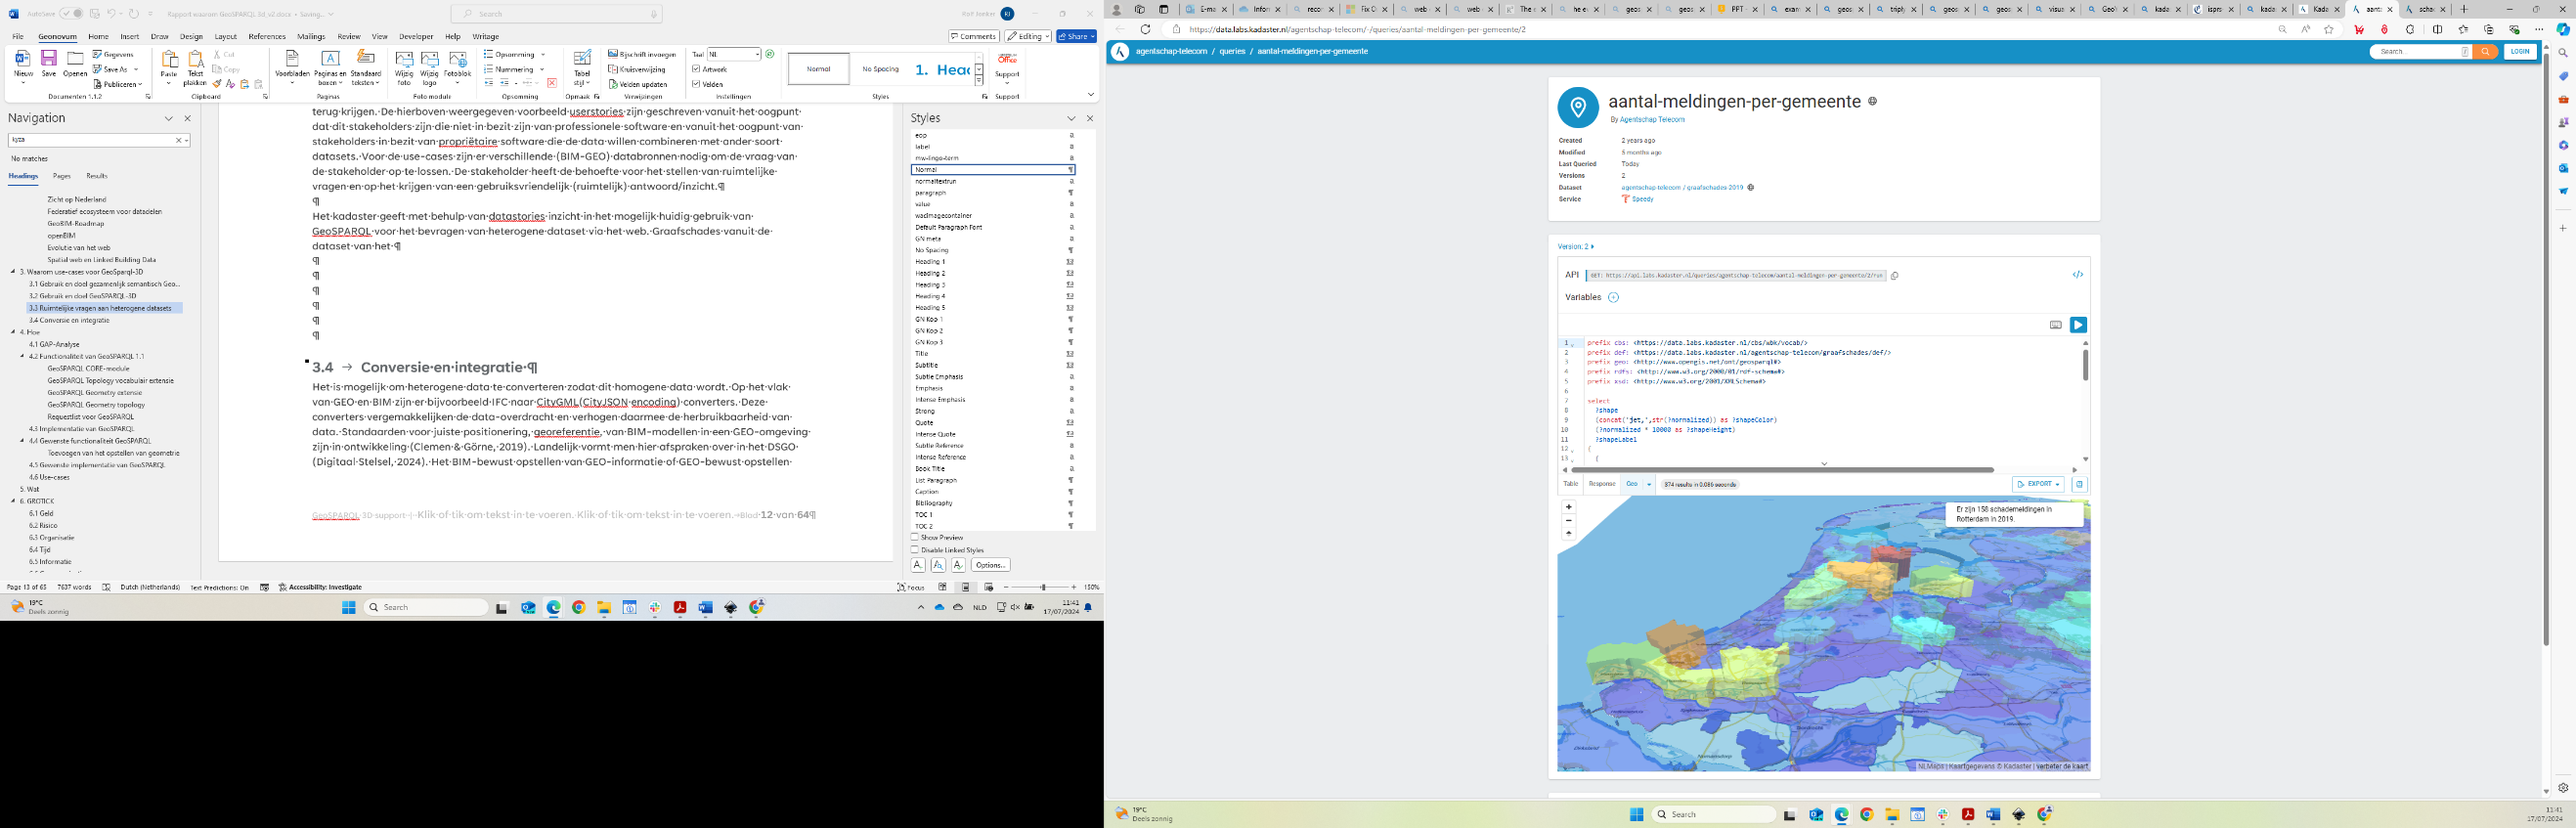 AutoSave
Rapport waarom GeoSPARQL 3d_v2.docx • Saving...
Search
Rolf Jonker
RJ
File Geonovum Home Insert Draw Design Layout References Mailings Review View Developer Help Writage
Comments Editing Share
Nieuw Save Openen Gegevens Save As Publiceren
Documenten 1.1.2
Paste Tekst plakken Cut Copy
Clipboard
Voorbladen Paginas en boxen Standaard teksten
Paginas
Wijzig foto Wijzig logo Fotoblok
Foto module
Opsomming Nummering
Opsomming
Tabel stijl
Opmaak
Bijschrift invoegen Kruisverwijzing Velden updaten
Verwijzingen
Taal: NL Artwork Velden
Instellingen
Normal No Spacing 1. Head
Styles
Office! Support
Support
Navigation
kyza
No matches
Headings Pages Results
Zicht op Nederland
Federatief ecosysteem voor datadelen
GeoBIM-Roadmap
openBIM
Evolutie van het web
Spatial web en Linked Building Data
3. Waarom use-cases voor GeoSparql-3D
3.1 Gebruik en doel gezamenlijk semantisch Geo...
3.2 Gebruik en doel GeoSPARQL-3D
3.3 Ruimtelijke vragen aan heterogene datasets
3.4 Conversie en integratie
4. Hoe
4.1 GAP-Analyse
4.2 Functionaliteit van GeoSPARQL 1.1
GeoSPARQL CORE-module
GeoSPARQL Topology vocabulair extensie
GeoSPARQL Geometry extensie
GeoSPARQL Geometry topology
Requestlist voor GeoSPARQL
4.3 Implementatie van GeoSPARQL
4.4 Gewenste functionaliteit GeoSPARQL
Toevoegen van het opstellen van geometrie
4.5 Gewenste implementatie van GeoSPARQL
4.6 Use-cases
5. Wat
6. GROTICK
6.1 Geld
6.2 Risico
6.3 Organisatie
6.4 Tijd
6.5 Informatie
terug·krijgen.·De·hierboven·weergegeven·voorbeeld·userstories·zijn·geschreven·vanuit·het·oogpunt·
dat·dit·stakeholders·zijn·die·niet·in·bezit·zijn·van·professionele·software·en·vanuit·het·oogpunt·van·
stakeholders·in·bezit·van·propriëtaire·software·die·de·data·willen·combineren·met·ander·soort·
datasets.·Voor·de·use-cases·zijn·er·verschillende·(BIM-GEO)·databronnen·nodig·om·de·vraag·van·
de·stakeholder·op·te·lossen.·De·stakeholder·heeft·de·behoefte·voor·het·stellen·van·ruimtelijke·
vragen·en·op·het·krijgen·van·een·gebruiksvriendelijk·(ruimtelijk)·antwoord/inzicht.¶
¶
Het·kadaster·geeft·met·behulp·van·datastories·inzicht·in·het·mogelijk·huidig·gebruik·van·
GeoSPARQL·voor·het·bevragen·van·heterogene·dataset·via·het·web.·Graafschades·vanuit·de·
dataset·van·het·¶
¶
¶
¶
¶
¶
¶
3.4 → Conversie·en·integratie·¶
Het·is·mogelijk·om·heterogene·data·te·converteren·zodat·dit·homogene·data·wordt.·Op·het·vlak·
van·GEO·en·BIM·zijn·er·bijvoorbeeld·IFC·naar·CityGML(CityJSON·encoding)·converters.·Deze·
converters·vergemakkelijken·de·data-overdracht·en·verhogen·daarmee·de·herbruikbaarheid·van·
data.·Standaarden·voor·juiste·positionering,·georeferentie,·van·BIM-modellen·in·een·GEO-omgeving·
zijn·in·ontwikkeling·(Clemen·&·Görne,·2019).·Landelijk·vormt·men·hier·afspraken·over·in·het·DSGO·
(Digitaal·Stelsel,·2024).·Het·BIM-bewust·opstellen·van·GEO-informatie·of·GEO-bewust·opstellen·
GeoSPARQL·3D·support·|··Klik·of·tik·om·tekst·in·te·voeren.·Klik·of·tik·om·tekst·in·te·voeren.→Blad·12·van·64¶
Styles
eop
label
mw-lingo-term
Normal
normaltextrun
paragraph
value
wacimagecontainer
Default Paragraph Font
GN meta
No Spacing
Heading 1
Heading 2
Heading 3
Heading 4
Heading 5
GN Kop 1
GN Kop 2
GN Kop 3
Title
Subtitle
Subtle Emphasis
Emphasis
Intense Emphasis
Strong
Quote
Intense Quote
Subtle Reference
Intense Reference
Book Title
List Paragraph
Caption
Bibliography
TOC 1
TOC 2
Show Preview
Disable Linked Styles
Options...
Page 13 of 65 7637 words Dutch (Netherlands) Text Predictions: On Accessibility: Investigate
Focus 150%
19°C
Deels zonnig
Search
NLD
11:41
17/07/2024
https://data.labs.kadaster.nl/agentschap-telecom/-/queries/aantal-meldingen-per-gemeente/2
agentschap-telecom / queries / aantal-meldingen-per-gemeente
Search...
LOGIN
aantal-meldingen-per-gemeente
By Agentschap Telecom
Created 2 years ago
Modified 5 months ago
Last Queried Today
Versions 2
Dataset agentschap-telecom / graafschades 2019
Service Speedy
Version: 2
API GET: https://api.labs.kadaster.nl/queries/agentschap-telecom/aantal-meldingen-per-gemeente/2/run
Variables
1 prefix cbs: <https://data.labs.kadaster.nl/cbs/wbk/vocab/>
2 prefix def: <https://data.labs.kadaster.nl/agentschap-telecom/graafschades/def/>
3 prefix geo: <http://www.opengis.net/ont/geosparql#>
4 prefix rdfs: <http://www.w3.org/2000/01/rdf-schema#>
5 prefix xsd: <http://www.w3.org/2001/XMLSchema#>
6
7 select
8 ?shape
9 (concat('jet,',str(?normalized)) as ?shapeColor)
10 (?normalized * 10000 as ?shapeHeight)
11 ?shapeLabel
12 {
13 {
Table Response Geo 374 results in 0.086 seconds
EXPORT
Er zijn 158 schademeldingen in
Rotterdam in 2019.
NLMaps | Kaartgegevens © Kadaster | verbeter de kaart
19°C
Deels zonnig
Search
11:41
17/07/2024